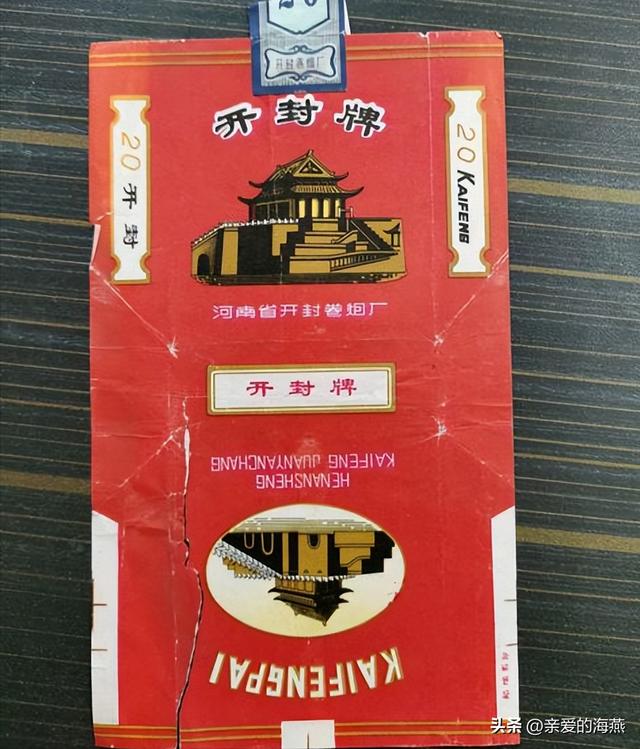 20
开封卷烟厂
开封牌
20 开封
20 KAIFENG
河南省开封卷烟厂
开封牌
HENANSHENG
KAIFENG JUANYANCHANG
KAIFENGPAI
头条 @亲爱的海燕